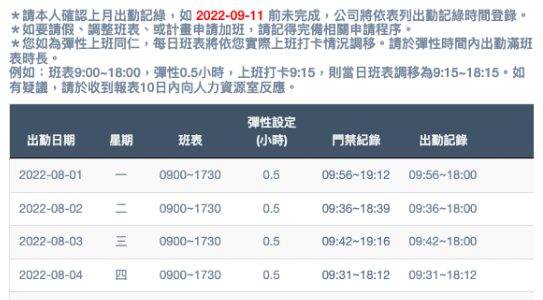 ＊請本人確認上月出勤記錄，如 2022-09-11 前未完成，公司將依表列出勤記錄時間登錄。
＊如要請假、調整班表、或計畫申請加班，請記得完備相關申請程序。
＊您如為彈性上班同仁，每日班表將依您實際上班打卡情況調移。請於彈性時間內出勤滿班
表時長。
例如：班表9:00~18:00，彈性0.5小時，上班打卡9:15，則當日班表調移為9:15~18:15。如
有疑議，請於收到報表10日內向人力資源室反應。
出勤日期 星期 班表 彈性設定(小時) 門禁紀錄 出勤記錄
2022-08-01 一 0900~1730 0.5 09:56~19:12 09:56~18:00
2022-08-02 二 0900~1730 0.5 09:36~18:39 09:36~18:00
2022-08-03 三 0900~1730 0.5 09:42~19:16 09:42~18:00
2022-08-04 四 0900~1730 0.5 09:31~18:12 09:31~18:12